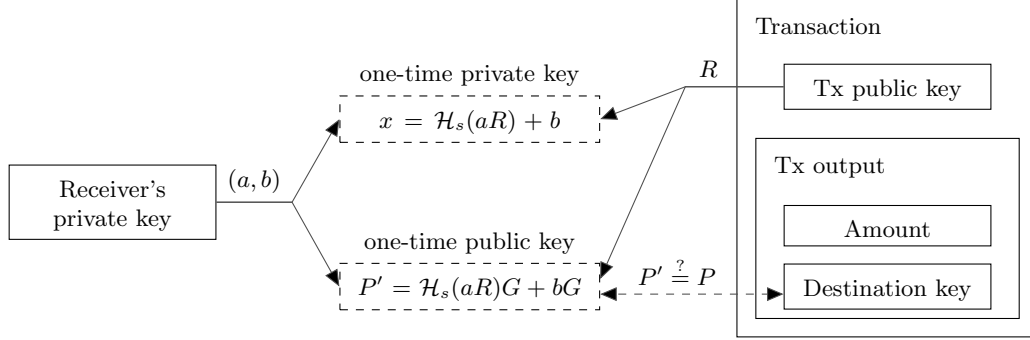 Transaction
R
Tx public key
one-time private key
x = ℋₛ(aR) + b
Tx output
Receiver's
private key
(a, b)
Amount
one-time public key
P′ = ℋₛ(aR)G + bG
P′ ≟ P
Destination key